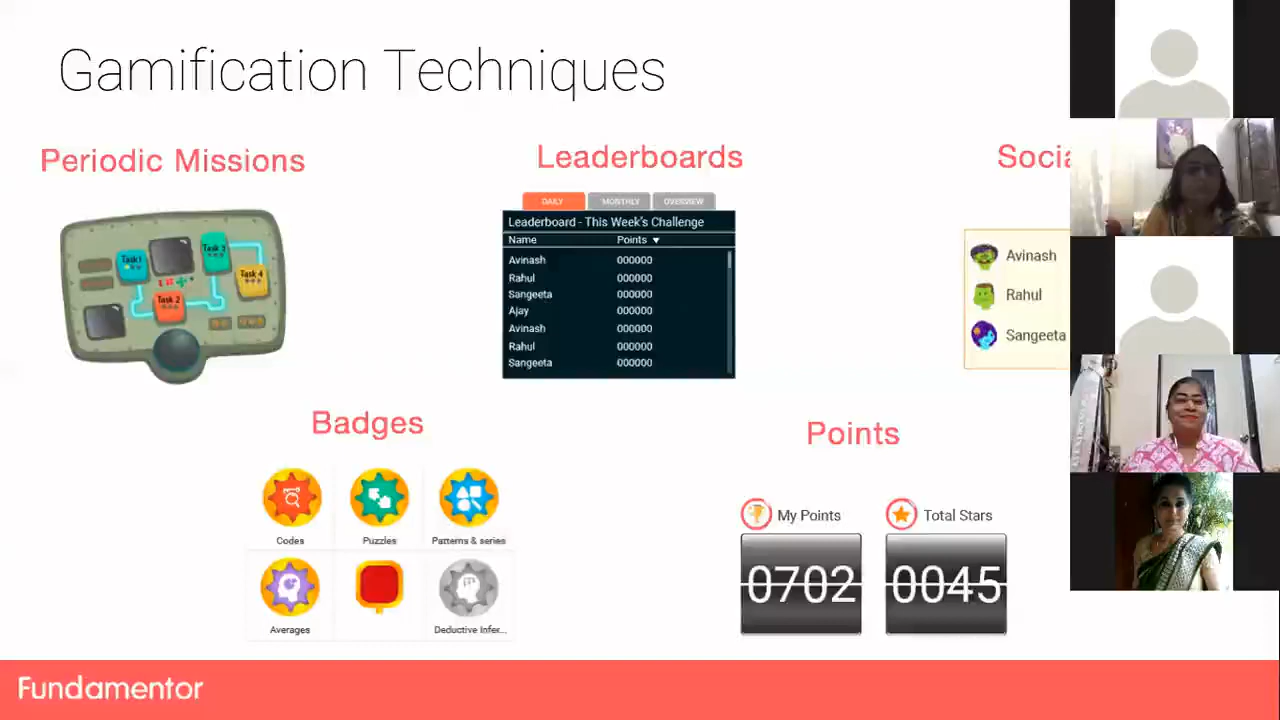 Gamification Techniques
Periodic Missions
Leaderboards
Socia
Task1
Task 3
Task 4
Task 2
DAILY
MONTHLY
OVERVIEW
Leaderboard - This Week's Challenge
Name Points ▼
Avinash 000000
Rahul 000000
Sangeeta 000000
Ajay 000000
Avinash 000000
Rahul 000000
Sangeeta 000000
Avinash
Rahul
Sangeeta
Badges
Codes
Puzzles
Patterns & series
Averages
Deductive Infer...
Points
My Points
Total Stars
0702
0045
Fundamentor